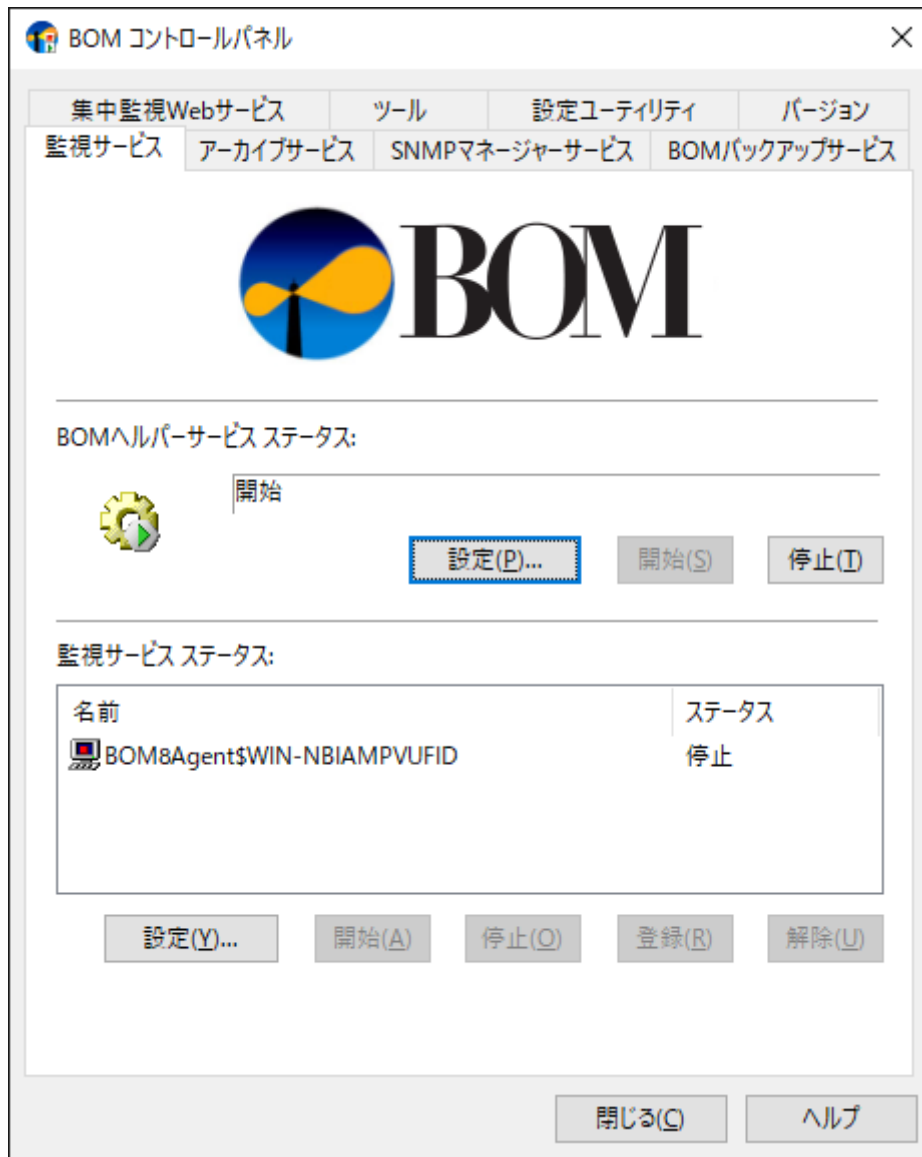 BOM コントロールパネル
集中監視Webサービス ツール 設定ユーティリティ バージョン
監視サービス アーカイブサービス SNMPマネージャーサービス BOMバックアップサービス
BOM
BOMヘルパーサービス ステータス:
開始
設定(P)... 開始(S) 停止(T)
監視サービス ステータス:
名前 ステータス
BOM8Agent$WIN-NBIAMPVUFID 停止
設定(Y)... 開始(A) 停止(O) 登録(R) 解除(U)
閉じる(C) ヘルプ